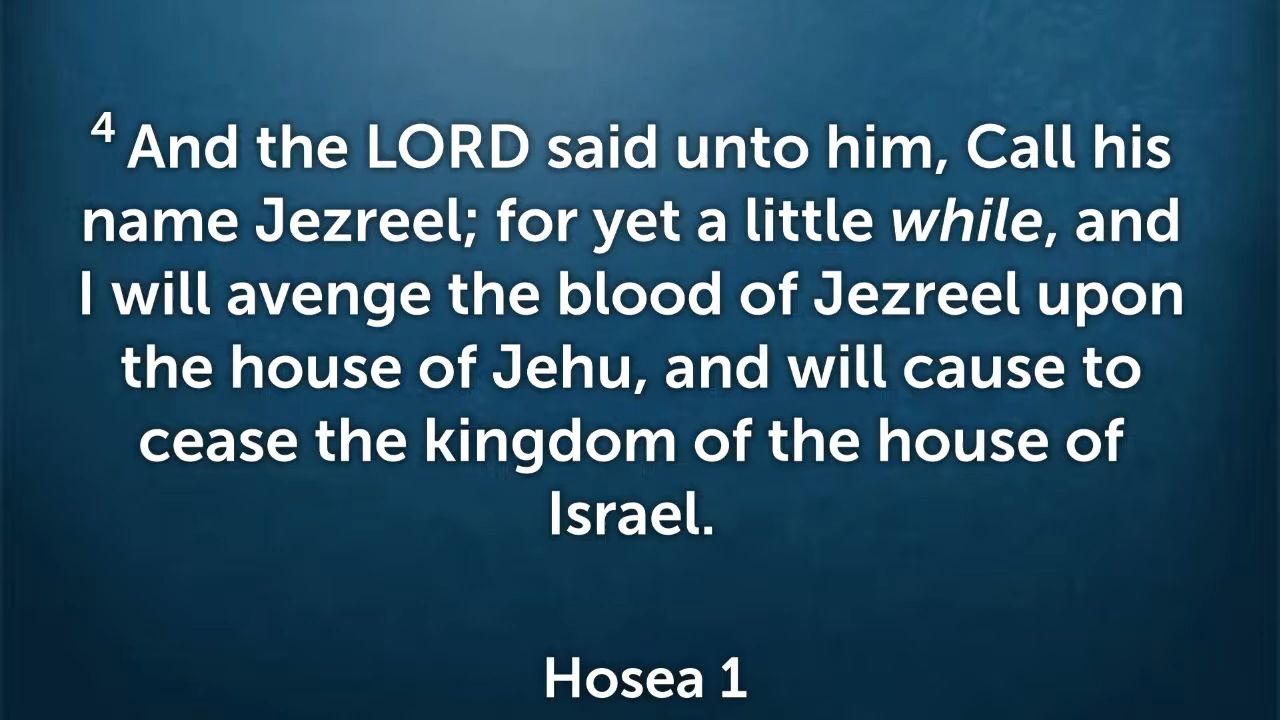 4 And the LORD said unto him, Call his
name Jezreel; for yet a little while, and
I will avenge the blood of Jezreel upon
the house of Jehu, and will cause to
cease the kingdom of the house of
Israel.
Hosea 1